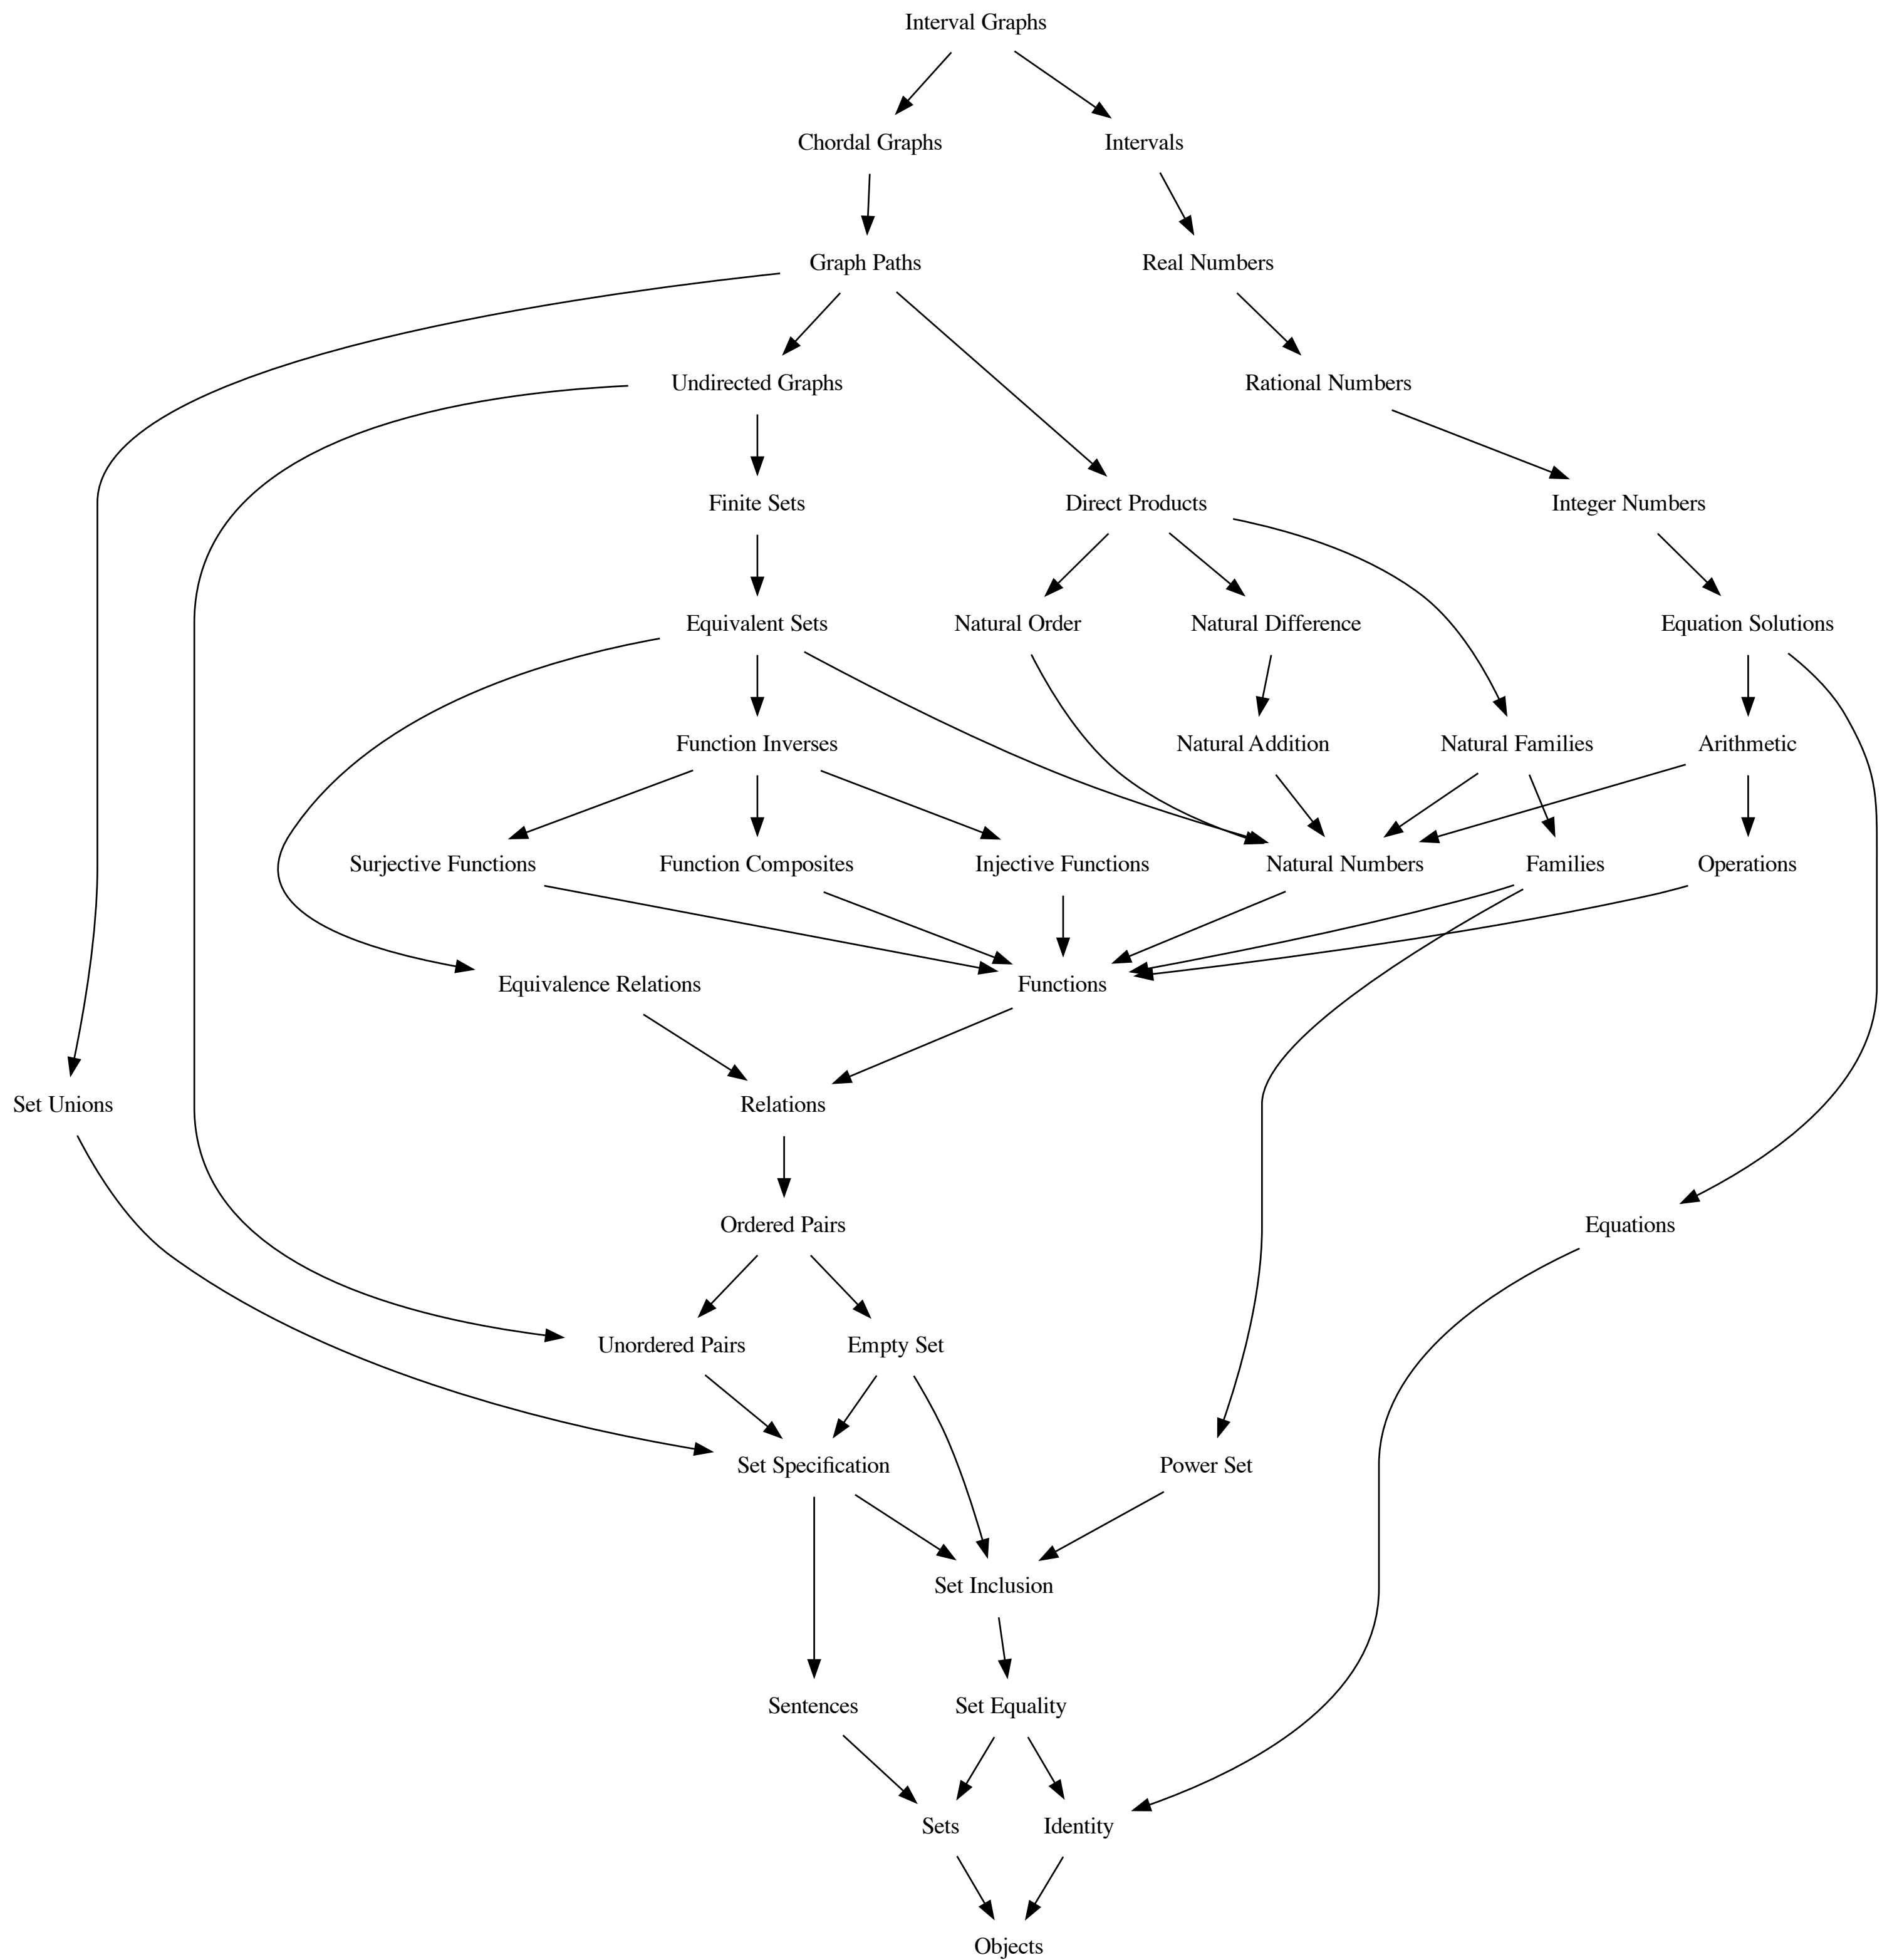 Interval Graphs
Chordal Graphs
Intervals
Graph Paths
Real Numbers
Undirected Graphs
Rational Numbers
Finite Sets
Direct Products
Integer Numbers
Equivalent Sets
Natural Order
Natural Difference
Equation Solutions
Function Inverses
Natural Addition
Natural Families
Arithmetic
Surjective Functions
Function Composites
Injective Functions
Natural Numbers
Families
Operations
Equivalence Relations
Functions
Set Unions
Relations
Ordered Pairs
Equations
Unordered Pairs
Empty Set
Set Specification
Power Set
Set Inclusion
Sentences
Set Equality
Sets
Identity
Objects